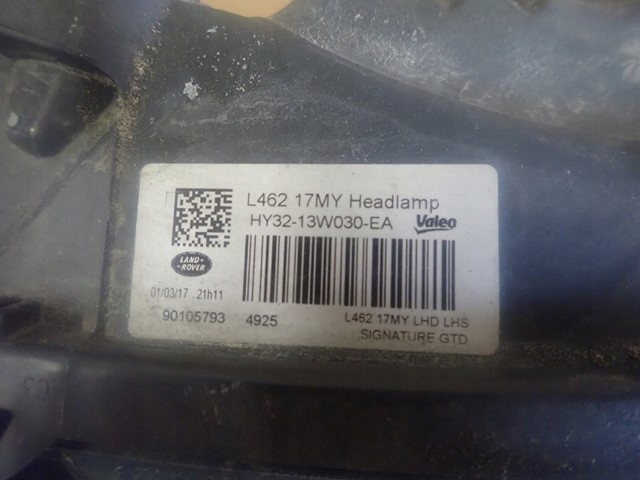 L462 17MY Headlamp
HY32-13W030-EA Valeo
LAND-
-ROVER
01/03/17 . 21h11
90105793 4925 L462 17MY LHD LHS
SIGNATURE GTD